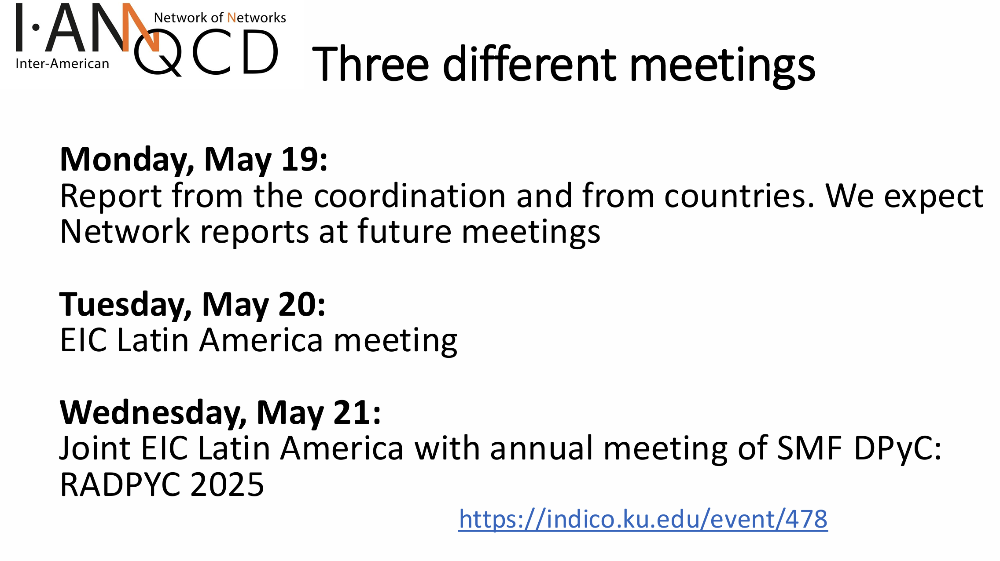 I·ANN
Network of Networks
QCD
Inter-American
Three different meetings
Monday, May 19:
Report from the coordination and from countries. We expect
Network reports at future meetings
Tuesday, May 20:
EIC Latin America meeting
Wednesday, May 21:
Joint EIC Latin America with annual meeting of SMF DPyC:
RADPYC 2025
https://indico.ku.edu/event/478